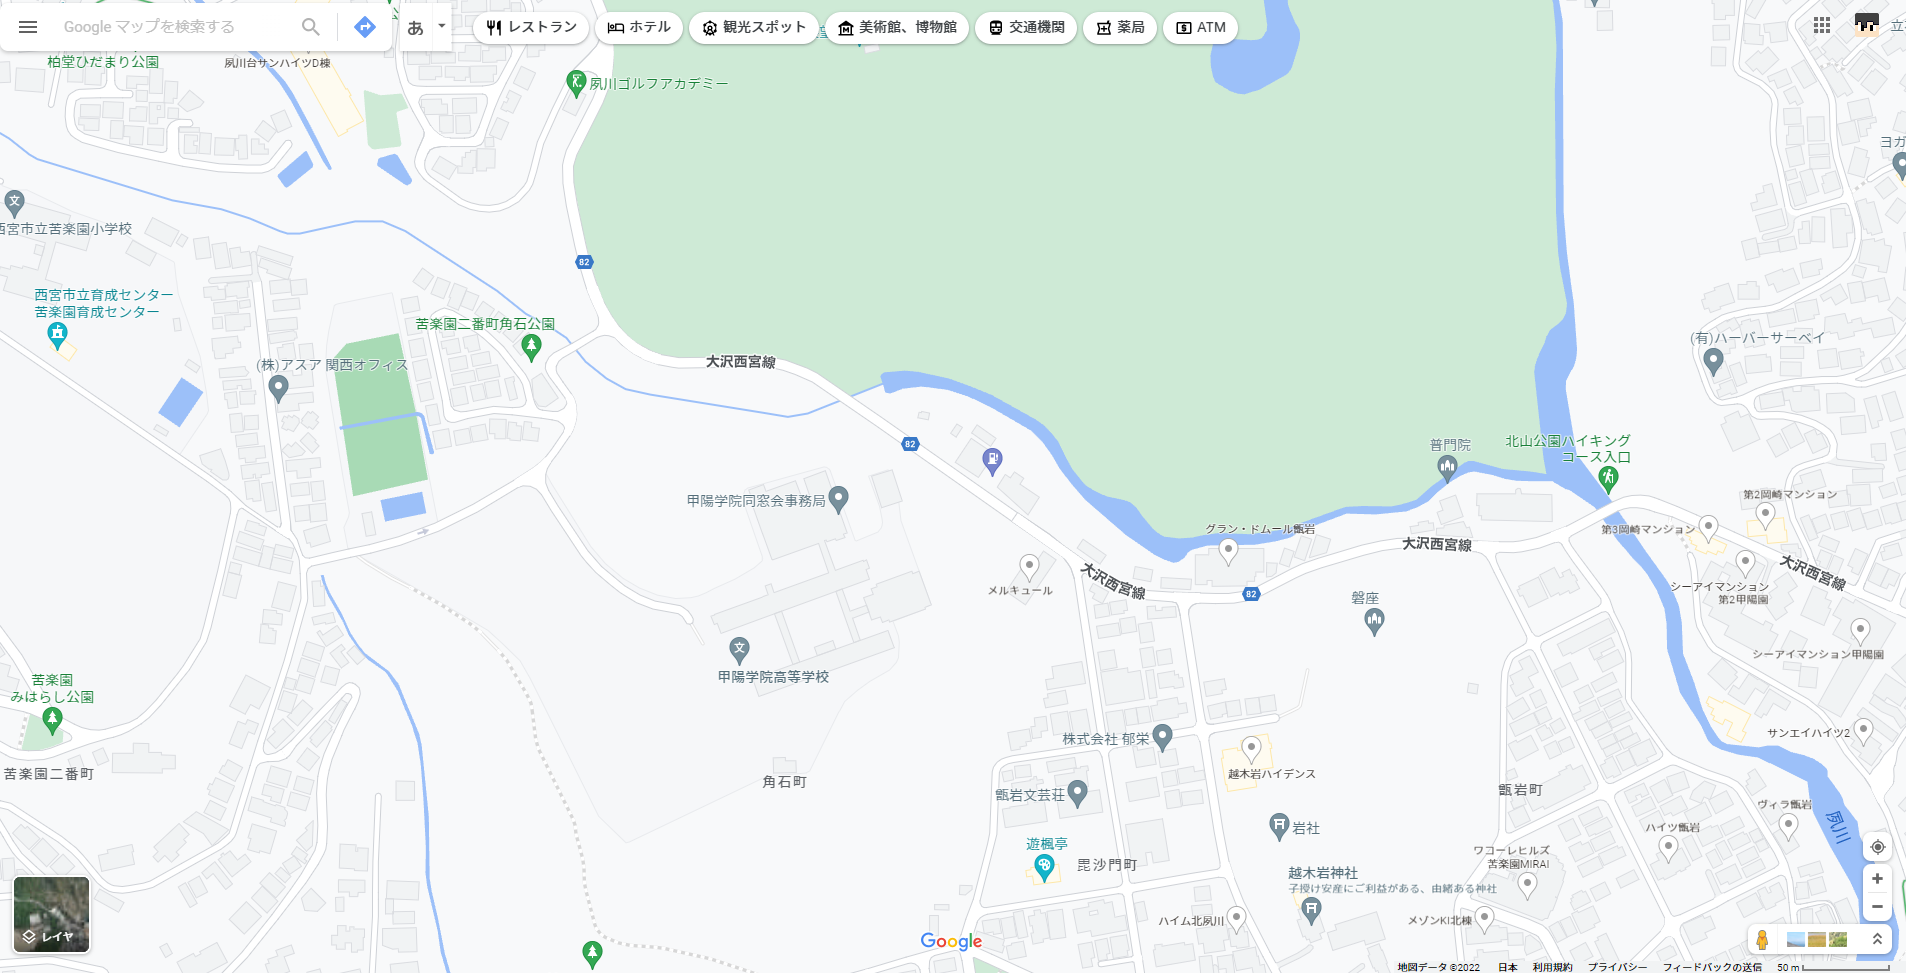 Google マップを検索する
あ
レストラン
ホテル
観光スポット
美術館、博物館
交通機関
薬局
ATM
柏堂ひだまり公園
夙川台サンハイツD棟
夙川ゴルフアカデミー
ヨガ
西宮市立苦楽園小学校
82
西宮市立育成センター
苦楽園育成センター
苦楽園二番町角石公園
(株)アスア 関西オフィス
大沢西宮線
(有)ハーバーサーベイ
82
普門院
北山公園ハイキング
コース入口
甲陽学院同窓会事務局
第2岡崎マンション
グラン・ドムール甑岩
第3岡崎マンション
大沢西宮線
大沢西宮線
大沢西宮線
メルキュール
82
磐座
シーアイマンション
第2甲陽園
シーアイマンション甲陽園
甲陽学院高等学校
苦楽園
みはらし公園
株式会社 郁栄
サンエイハイツ2
苦楽園二番町
角石町
越木岩ハイデンス
甑岩文芸荘
甑岩町
ヴィラ甑岩
夙川
岩社
ハイツ甑岩
遊楓亭
毘沙門町
ワコーレヒルズ
苦楽園MIRAI
越木岩神社
子授け安産にご利益がある、由緒ある神社
ハイム北夙川
メゾンKI北棟
レイヤ
Google
地図データ ©2022 日本 利用規約 プライバシー フィードバックの送信 50 m